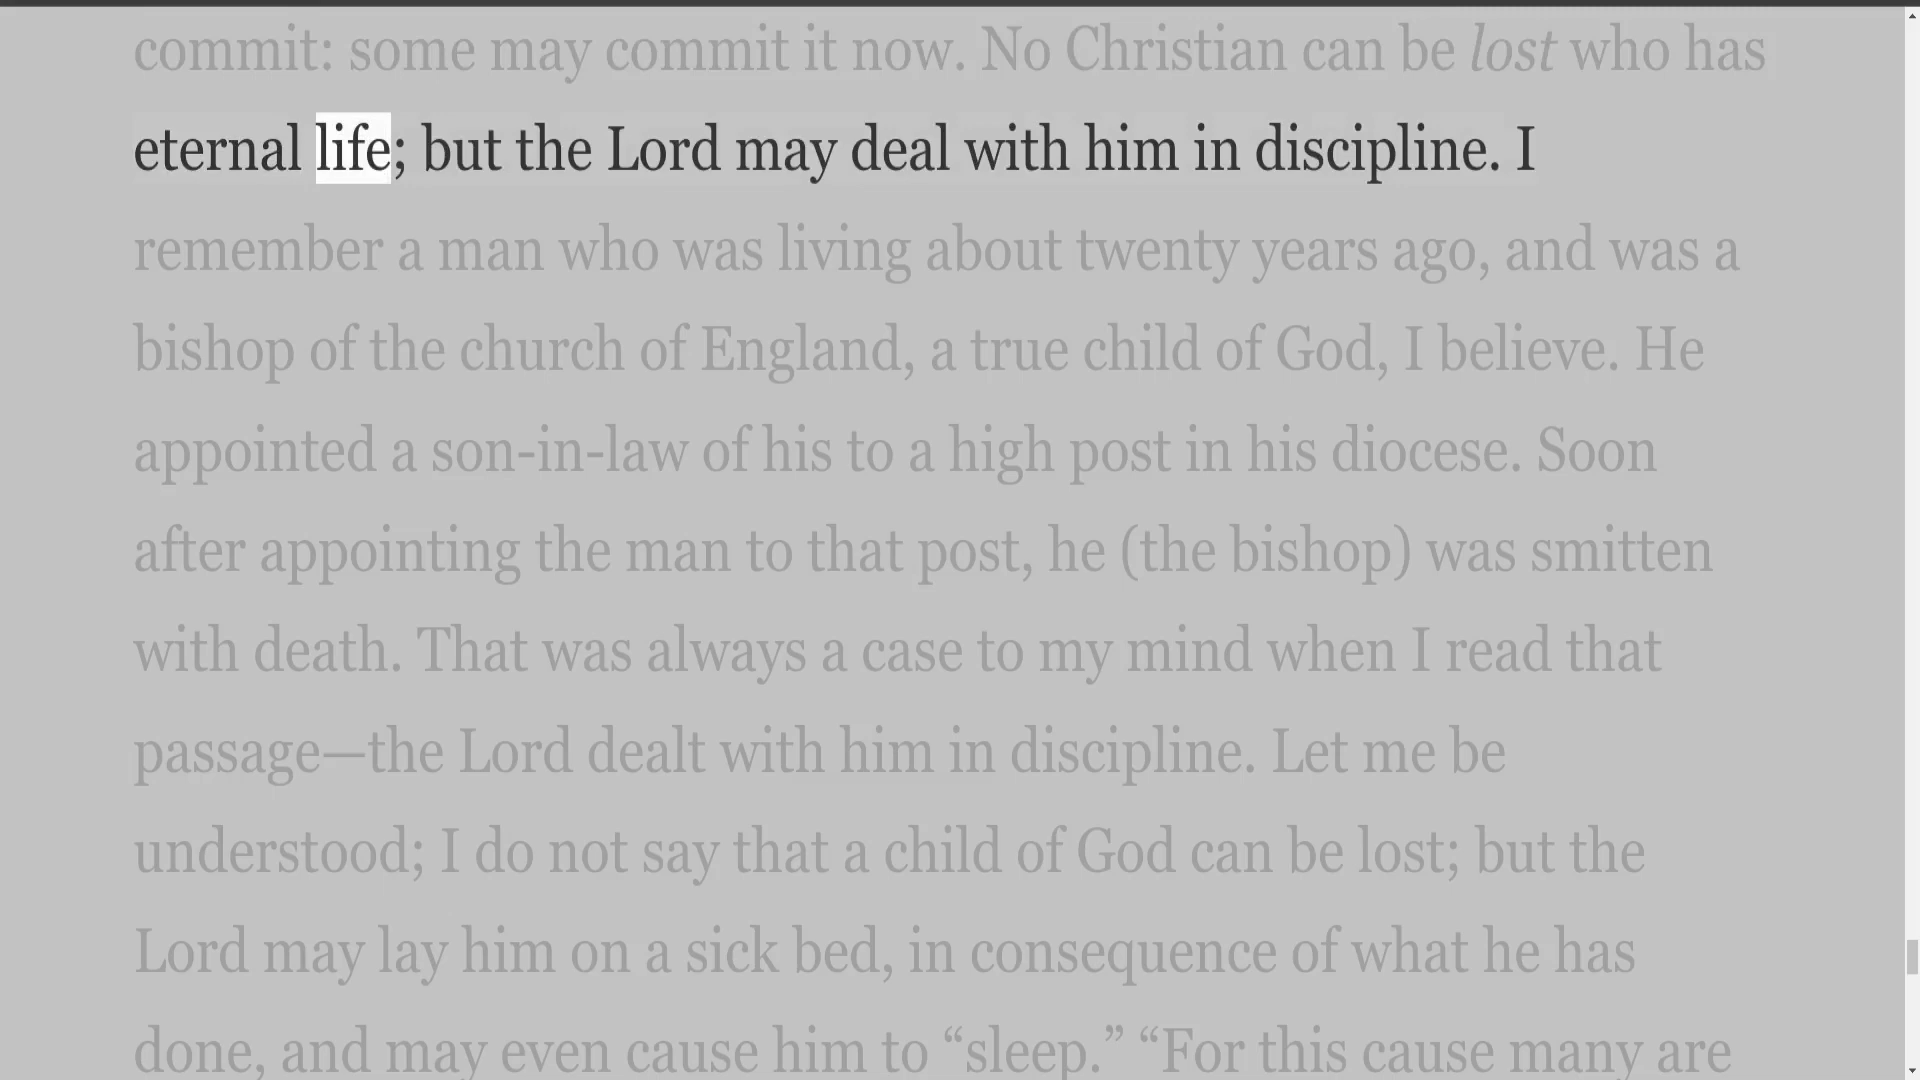 commit: some may commit it now. No Christian can be lost who has
eternal life; but the Lord may deal with him in discipline. I
remember a man who was living about twenty years ago, and was a
bishop of the church of England, a true child of God, I believe. He
appointed a son-in-law of his to a high post in his diocese. Soon
after appointing the man to that post, he (the bishop) was smitten
with death. That was always a case to my mind when I read that
passage—the Lord dealt with him in discipline. Let me be
understood; I do not say that a child of God can be lost; but the
Lord may lay him on a sick bed, in consequence of what he has
done, and may even cause him to “sleep.” “For this cause many are